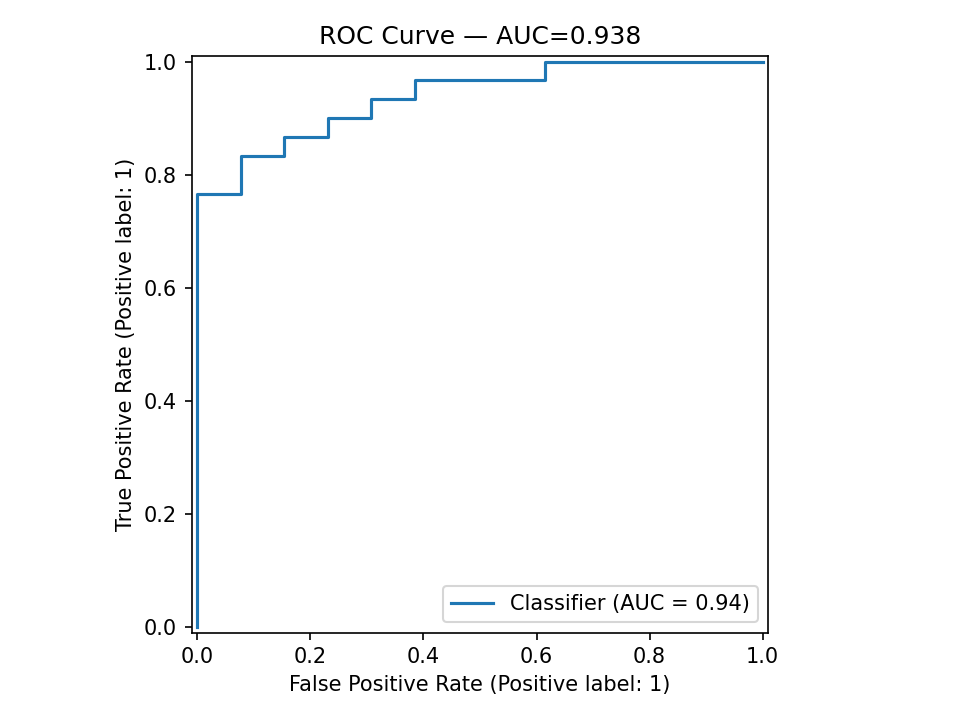 ROC Curve — AUC=0.938
True Positive Rate (Positive label: 1)
1.0
0.8
0.6
0.4
0.2
0.0
Classifier (AUC = 0.94)
0.0 0.2 0.4 0.6 0.8 1.0
False Positive Rate (Positive label: 1)